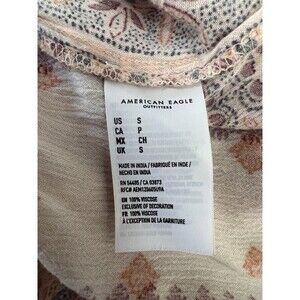 AMERICAN EAGLE
OUTFITTERS
US S
CA P
MX CH
UK S
MADE IN INDIA / FABRIQUÉ EN INDE /
HECHO EN INDIA
RN 54485 / CA 03873
EN 100% VISCOSE
EXCLUSIVE OF DECORATION
FR 100% VISCOSE
À L'EXCEPTION DE LA GARNITURE